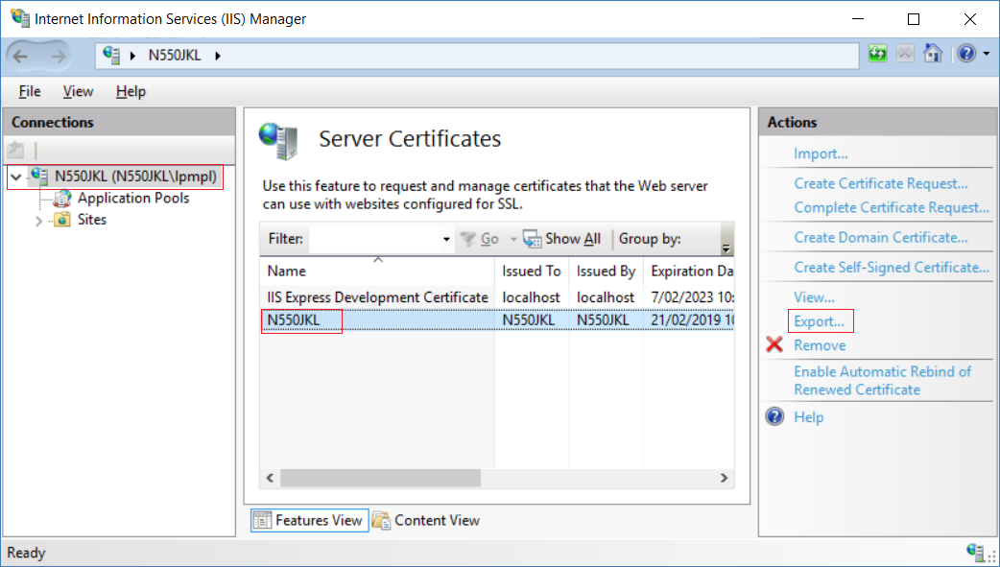 Internet Information Services (IIS) Manager
N550JKL
File View Help
Connections
N550JKL (N550JKL\lpmpl)
Application Pools
Sites
Server Certificates
Use this feature to request and manage certificates that the Web server
can use with websites configured for SSL.
Filter: Go Show All Group by:
Name Issued To Issued By Expiration Da
IIS Express Development Certificate localhost localhost 7/02/2023 10:
N550JKL N550JKL N550JKL 21/02/2019 10
Features View Content View
Actions
Import...
Create Certificate Request...
Complete Certificate Request...
Create Domain Certificate...
Create Self-Signed Certificate...
View...
Export...
Remove
Enable Automatic Rebind of
Renewed Certificate
Help
Ready